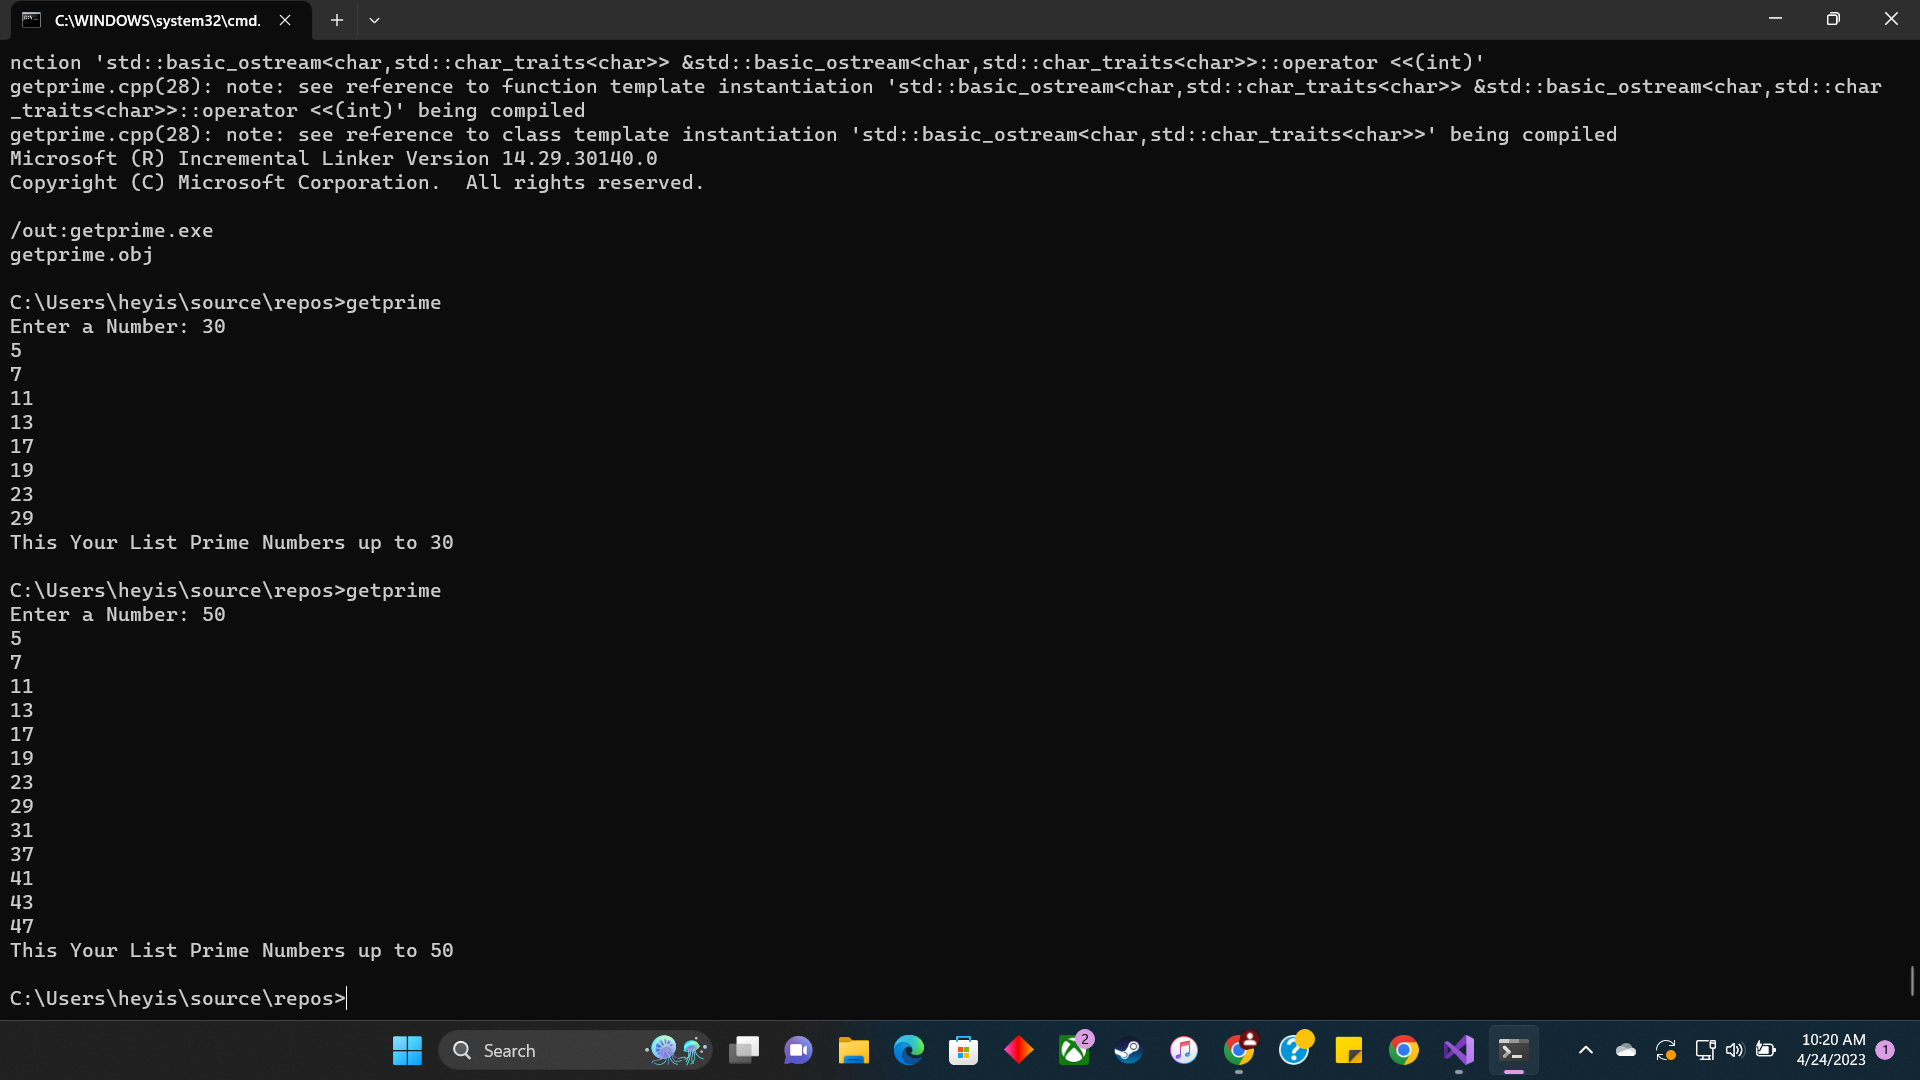 C:\WINDOWS\system32\cmd.
nction 'std::basic_ostream<char,std::char_traits<char>> &std::basic_ostream<char,std::char_traits<char>>::operator <<(int)'
getprime.cpp(28): note: see reference to function template instantiation 'std::basic_ostream<char,std::char_traits<char>> &std::basic_ostream<char,std::char
_traits<char>>::operator <<(int)' being compiled
getprime.cpp(28): note: see reference to class template instantiation 'std::basic_ostream<char,std::char_traits<char>>' being compiled
Microsoft (R) Incremental Linker Version 14.29.30140.0
Copyright (C) Microsoft Corporation.  All rights reserved.

/out:getprime.exe
getprime.obj

C:\Users\heyis\source\repos>getprime
Enter a Number: 30
5
7
11
13
17
19
23
29
This Your List Prime Numbers up to 30

C:\Users\heyis\source\repos>getprime
Enter a Number: 50
5
7
11
13
17
19
23
29
31
37
41
43
47
This Your List Prime Numbers up to 50

C:\Users\heyis\source\repos>
Search
2
10:20 AM
4/24/2023
1